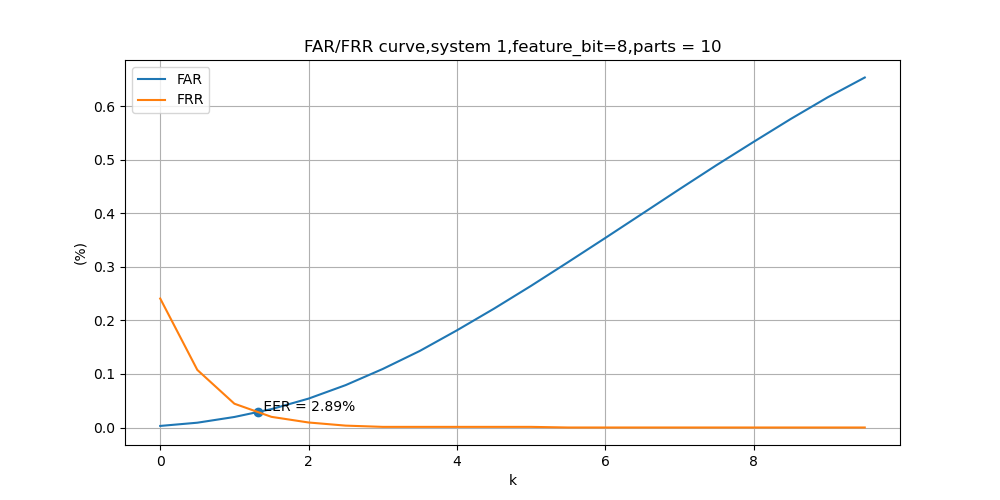 FAR/FRR curve,system 1,feature_bit=8,parts = 10
FAR
FRR
(%)
0.6
0.5
0.4
0.3
0.2
0.1
0.0
EER = 2.89%
0 2 4 6 8
k